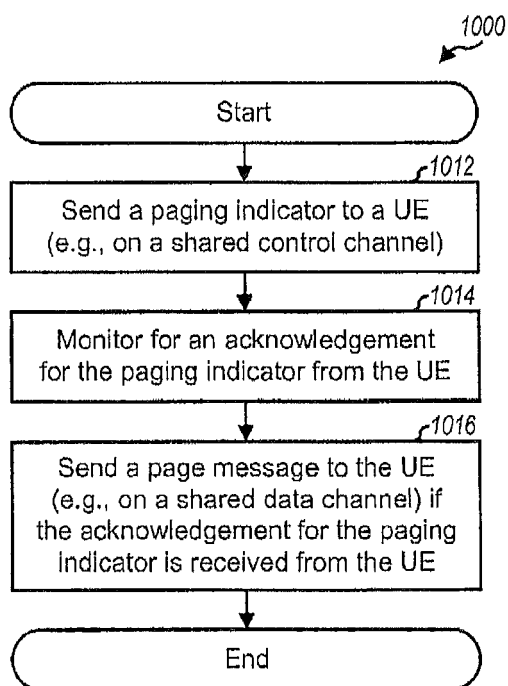 1000
Start
1012
Send a paging indicator to a UE
(e.g., on a shared control channel)
1014
Monitor for an acknowledgement
for the paging indicator from the UE
1016
Send a page message to the UE
(e.g., on a shared data channel) if
the acknowledgement for the paging
indicator is received from the UE
End